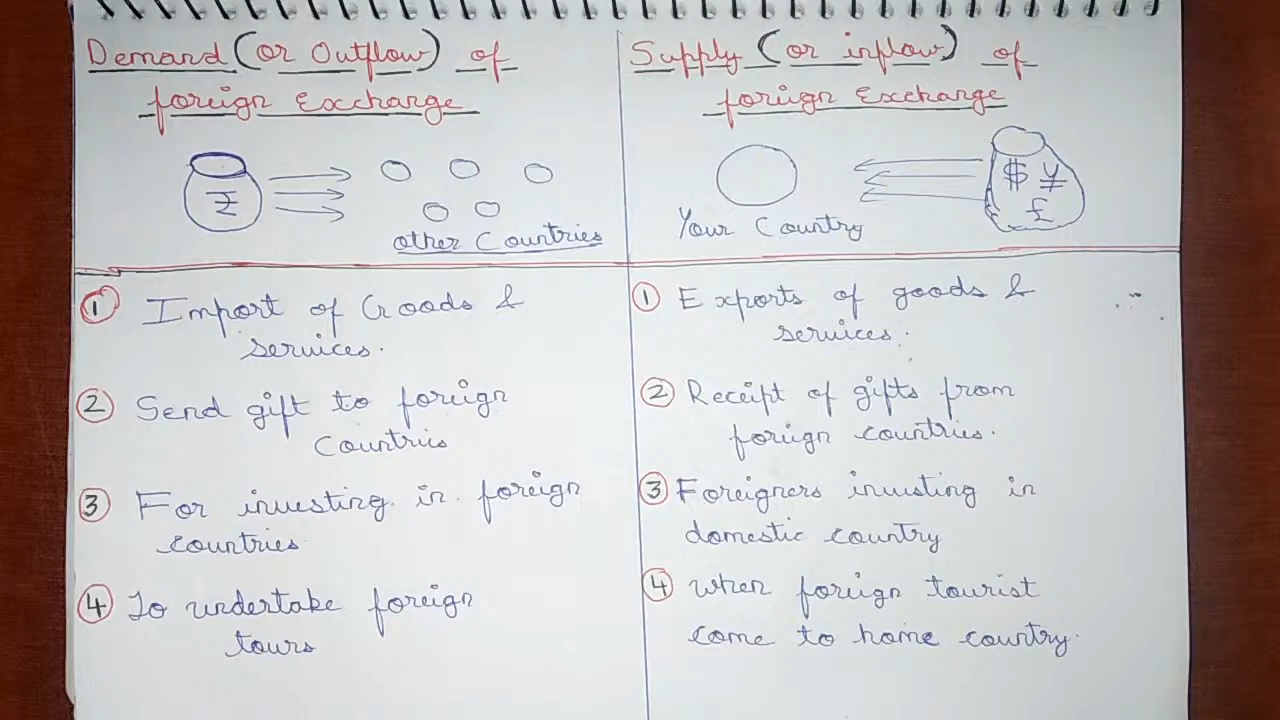 Demand (or Outflow) of
foreign Exchange
₹
other Countries
① Import of Goods &
services.
② Send gift to foreign
Countries
③ For investing. in. foreign
countries
④ To undertake foreign
tours
Supply (or inflow) of
foreign Exchange
$ ¥
£
Your Country
① Exports of goods &
services.
② Receipt of gifts from
foreign countries.
③ Foreigners investing in
domestic country
④ When foreign tourist
come to home country.